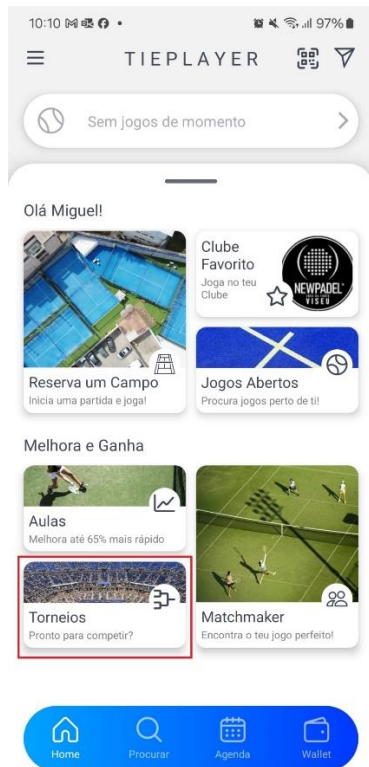 10:10
97%
TIEPLAYER
Sem jogos de momento
Olá Miguel!
Reserva um Campo
Inicia uma partida e joga!
Clube
Favorito
Joga no teu
Clube
NEWPADEL
VISEU
Jogos Abertos
Procura jogos perto de ti!
Melhora e Ganha
Aulas
Melhora até 65% mais rápido
Torneios
Pronto para competir?
Matchmaker
Encontra o teu jogo perfeito!
Home
Procurar
Agenda
Wallet